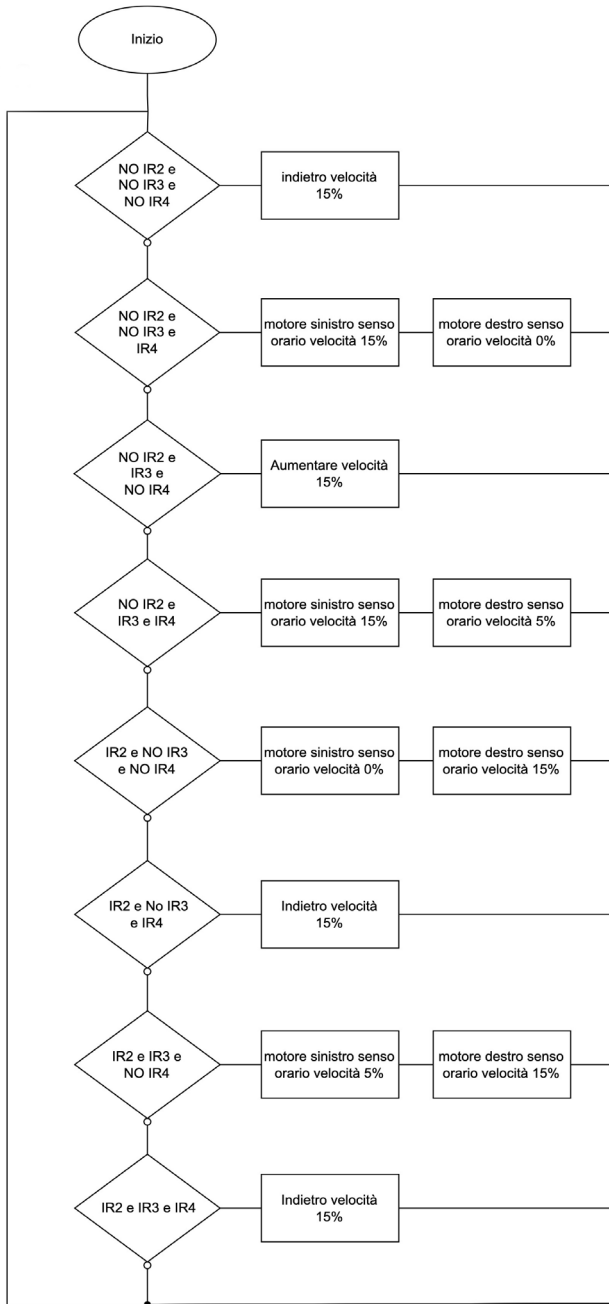 Inizio
NO IR2 e
NO IR3 e
NO IR4
indietro velocità
15%
NO IR2 e
NO IR3 e
IR4
motore sinistro senso
orario velocità 15%
motore destro senso
orario velocità 0%
NO IR2 e
IR3 e
NO IR4
Aumentare velocità
15%
NO IR2 e
IR3 e IR4
motore sinistro senso
orario velocità 15%
motore destro senso
orario velocità 5%
IR2 e NO IR3
e NO IR4
motore sinistro senso
orario velocità 0%
motore destro senso
orario velocità 15%
IR2 e No IR3
e IR4
Indietro velocità
15%
IR2 e IR3 e
NO IR4
motore sinistro senso
orario velocità 5%
motore destro senso
orario velocità 15%
IR2 e IR3 e IR4
Indietro velocità
15%